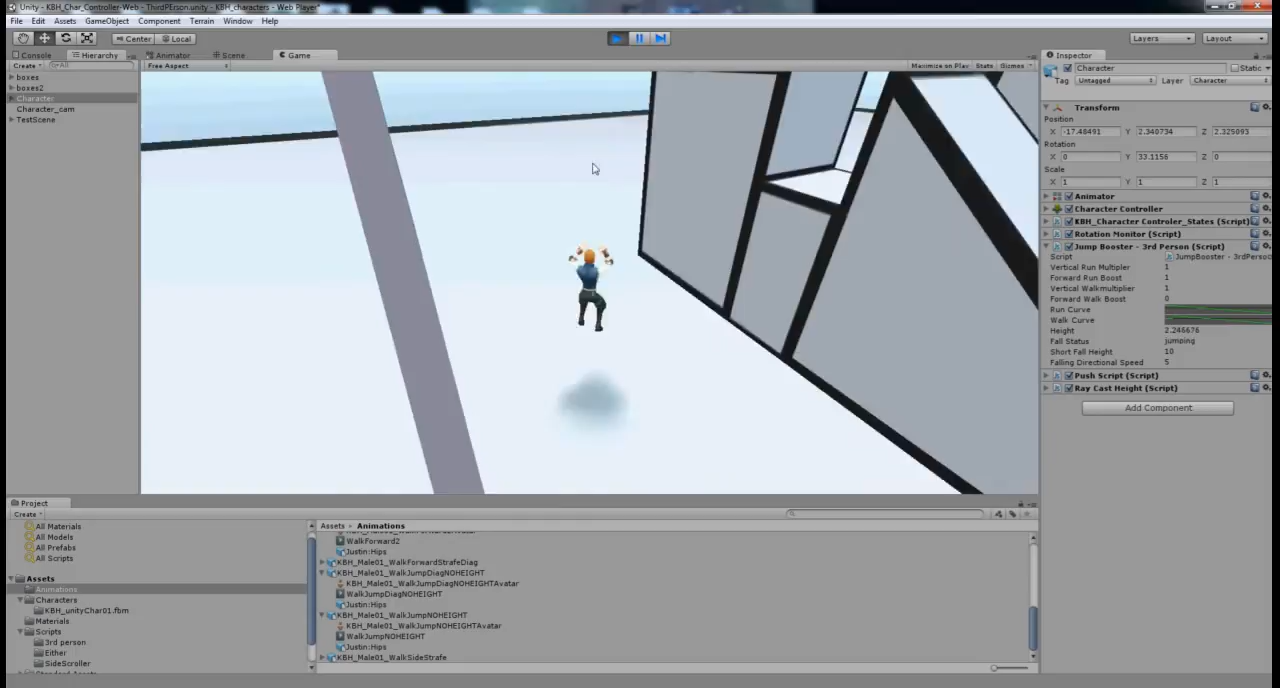 Unity - KBH_Char_Controller-Web - ThirdPErson.unity - KBH_characters - Web Player*
File Edit Assets GameObject Component Terrain Window Help
Center Local Layers Layout
Console Hierarchy Animator Scene Game Inspector
Create All Free Aspect Maximize on Play Stats Gizmos Character Static
boxes Tag Untagged Layer Character
boxes2
Character
Character_cam Transform
TestScene Position
X -17.48491 Y 2.340734 Z 2.325093
Rotation
X 0 Y 33.1156 Z 0
Scale
X 1 Y 1 Z 1
Animator
Character Controller
KBH_Character Controler_States (Script)
Rotation Monitor (Script)
Jump Booster - 3rd Person (Script)
Script JumpBooster - 3rdPerso
Vertical Run Multipler 1
Forward Run Boost 1
Vertical Walkmultiplier 1
Forward Walk Boost 0
Run Curve
Walk Curve
Height 2.246676
Fall Status jumping
Short Fall Height 10
Falling Directional Speed 5
Push Script (Script)
Ray Cast Height (Script)
Add Component
Project
Create
All Materials
All Models
All Prefabs
All Scripts
Assets
Animations
Characters
KBH_unityChar01.fbm
Materials
Scripts
3rd person
Either
SideScroller
Assets Animations
WalkForward2
Justin:Hips
KBH_Male01_WalkForwardStrafeDiag
KBH_Male01_WalkJumpDiagNOHEIGHT
KBH_Male01_WalkJumpDiagNOHEIGHTAvatar
WalkJumpDiagNOHEIGHT
Justin:Hips
KBH_Male01_WalkJumpNOHEIGHT
KBH_Male01_WalkJumpNOHEIGHTAvatar
WalkJumpNOHEIGHT
Justin:Hips
KBH_Male01_WalkSideStrafe